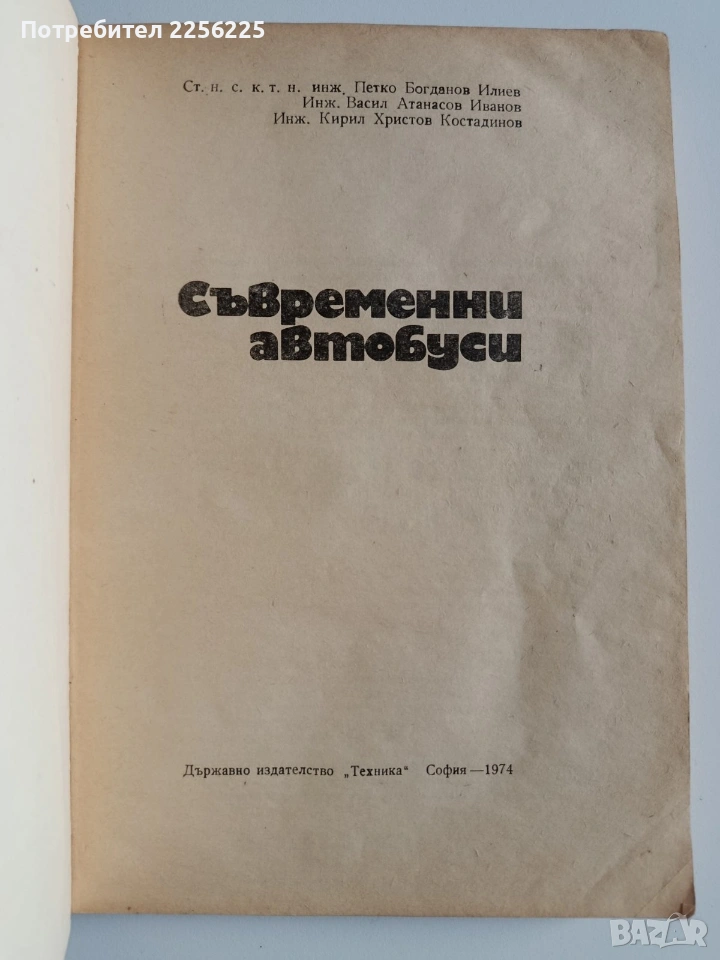 Потребител 2256225
Ст. н. с. к. т. н. инж. Петко Богданов Илиев
Инж. Васил Атанасов Иванов
Инж. Кирил Христов Костадинов
Съвременни
автобуси
Държавно издателство „Техника“ София—1974
BAZAR